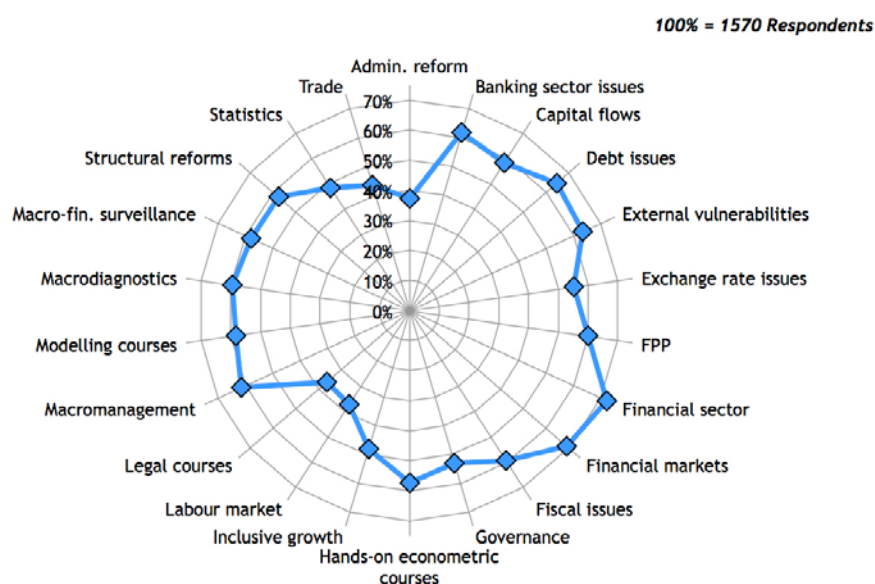 100% = 1570 Respondents
Admin. reform
Trade
Banking sector issues
70%
Statistics
Capital flows
60%
Structural reforms
50%
Debt issues
40%
Macro-fin. surveillance
30%
External vulnerabilities
20%
Macrodiagnostics
10%
Exchange rate issues
0%
Modelling courses
FPP
Macromanagement
Financial sector
Legal courses
Financial markets
Labour market
Fiscal issues
Inclusive growth
Governance
Hands-on econometric
courses